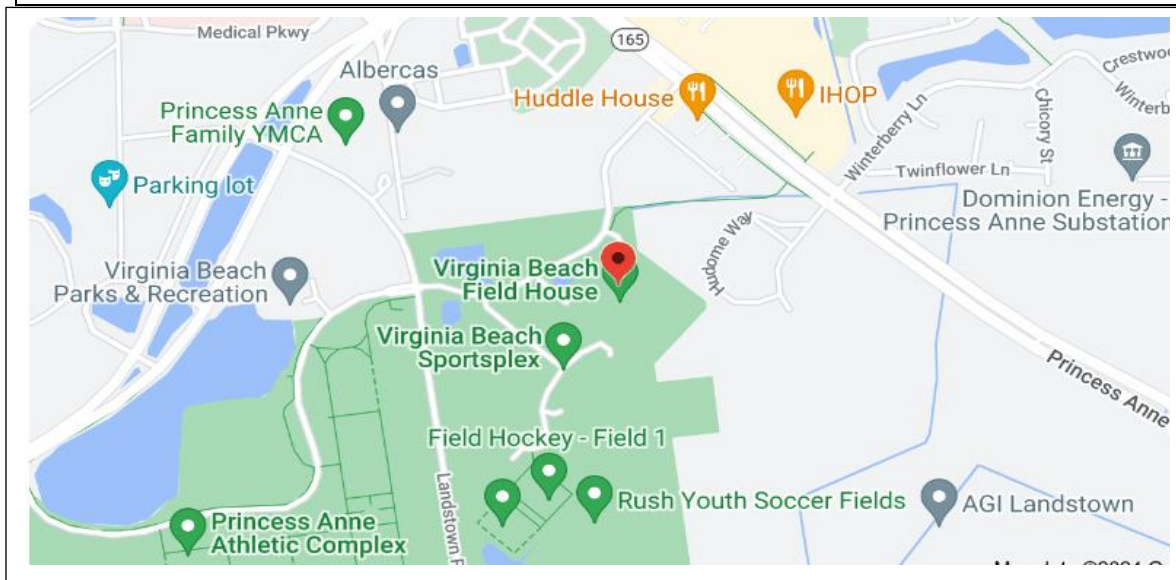 Medical Pkwy
165
Albercas
Huddle House
IHOP
Crestwoo
Winterb
Chicory St
Winterberry Ln
Princess Anne
Family YMCA
Parking lot
Twinflower Ln
Dominion Energy -
Princess Anne Substation
Hudome Way
Virginia Beach
Parks & Recreation
Virginia Beach
Field House
Virginia Beach
Sportsplex
Princess Anne
Field Hockey - Field 1
Landstown R
Rush Youth Soccer Fields
AGI Landstown
Princess Anne
Athletic Complex